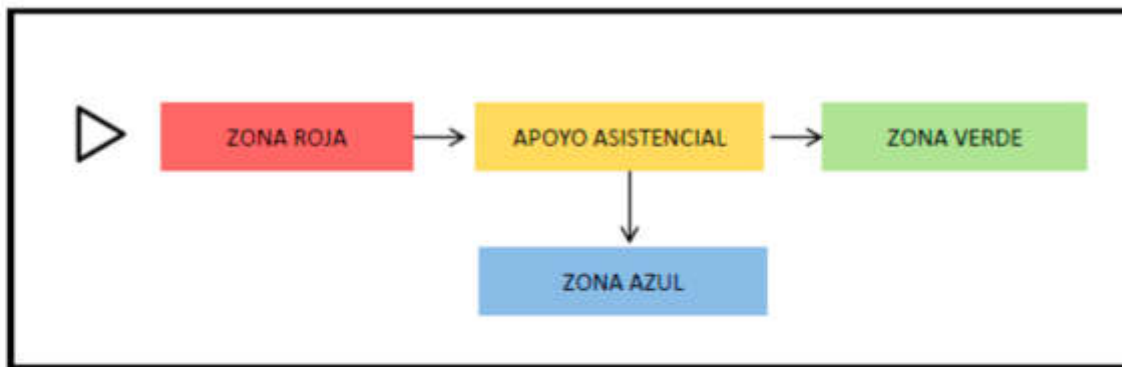 ZONA ROJA
APOYO ASISTENCIAL
ZONA VERDE
ZONA AZUL